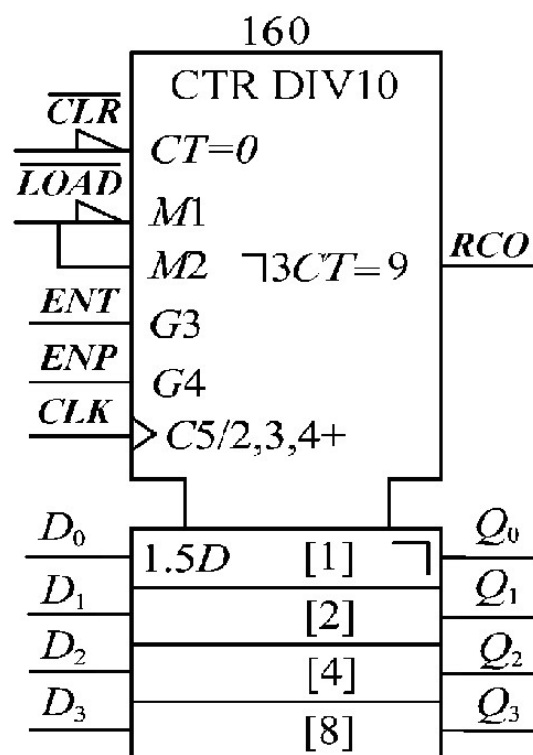 160
CTR DIV10
CLR
CT=0
LOAD
M1
M2 ┐3CT=9 RCO
ENT
G3
ENP
G4
CLK
C5/2,3,4+
D₀ 1.5D [1] ┐ Q₀
D₁ [2] Q₁
D₂ [4] Q₂
D₃ [8] Q₃